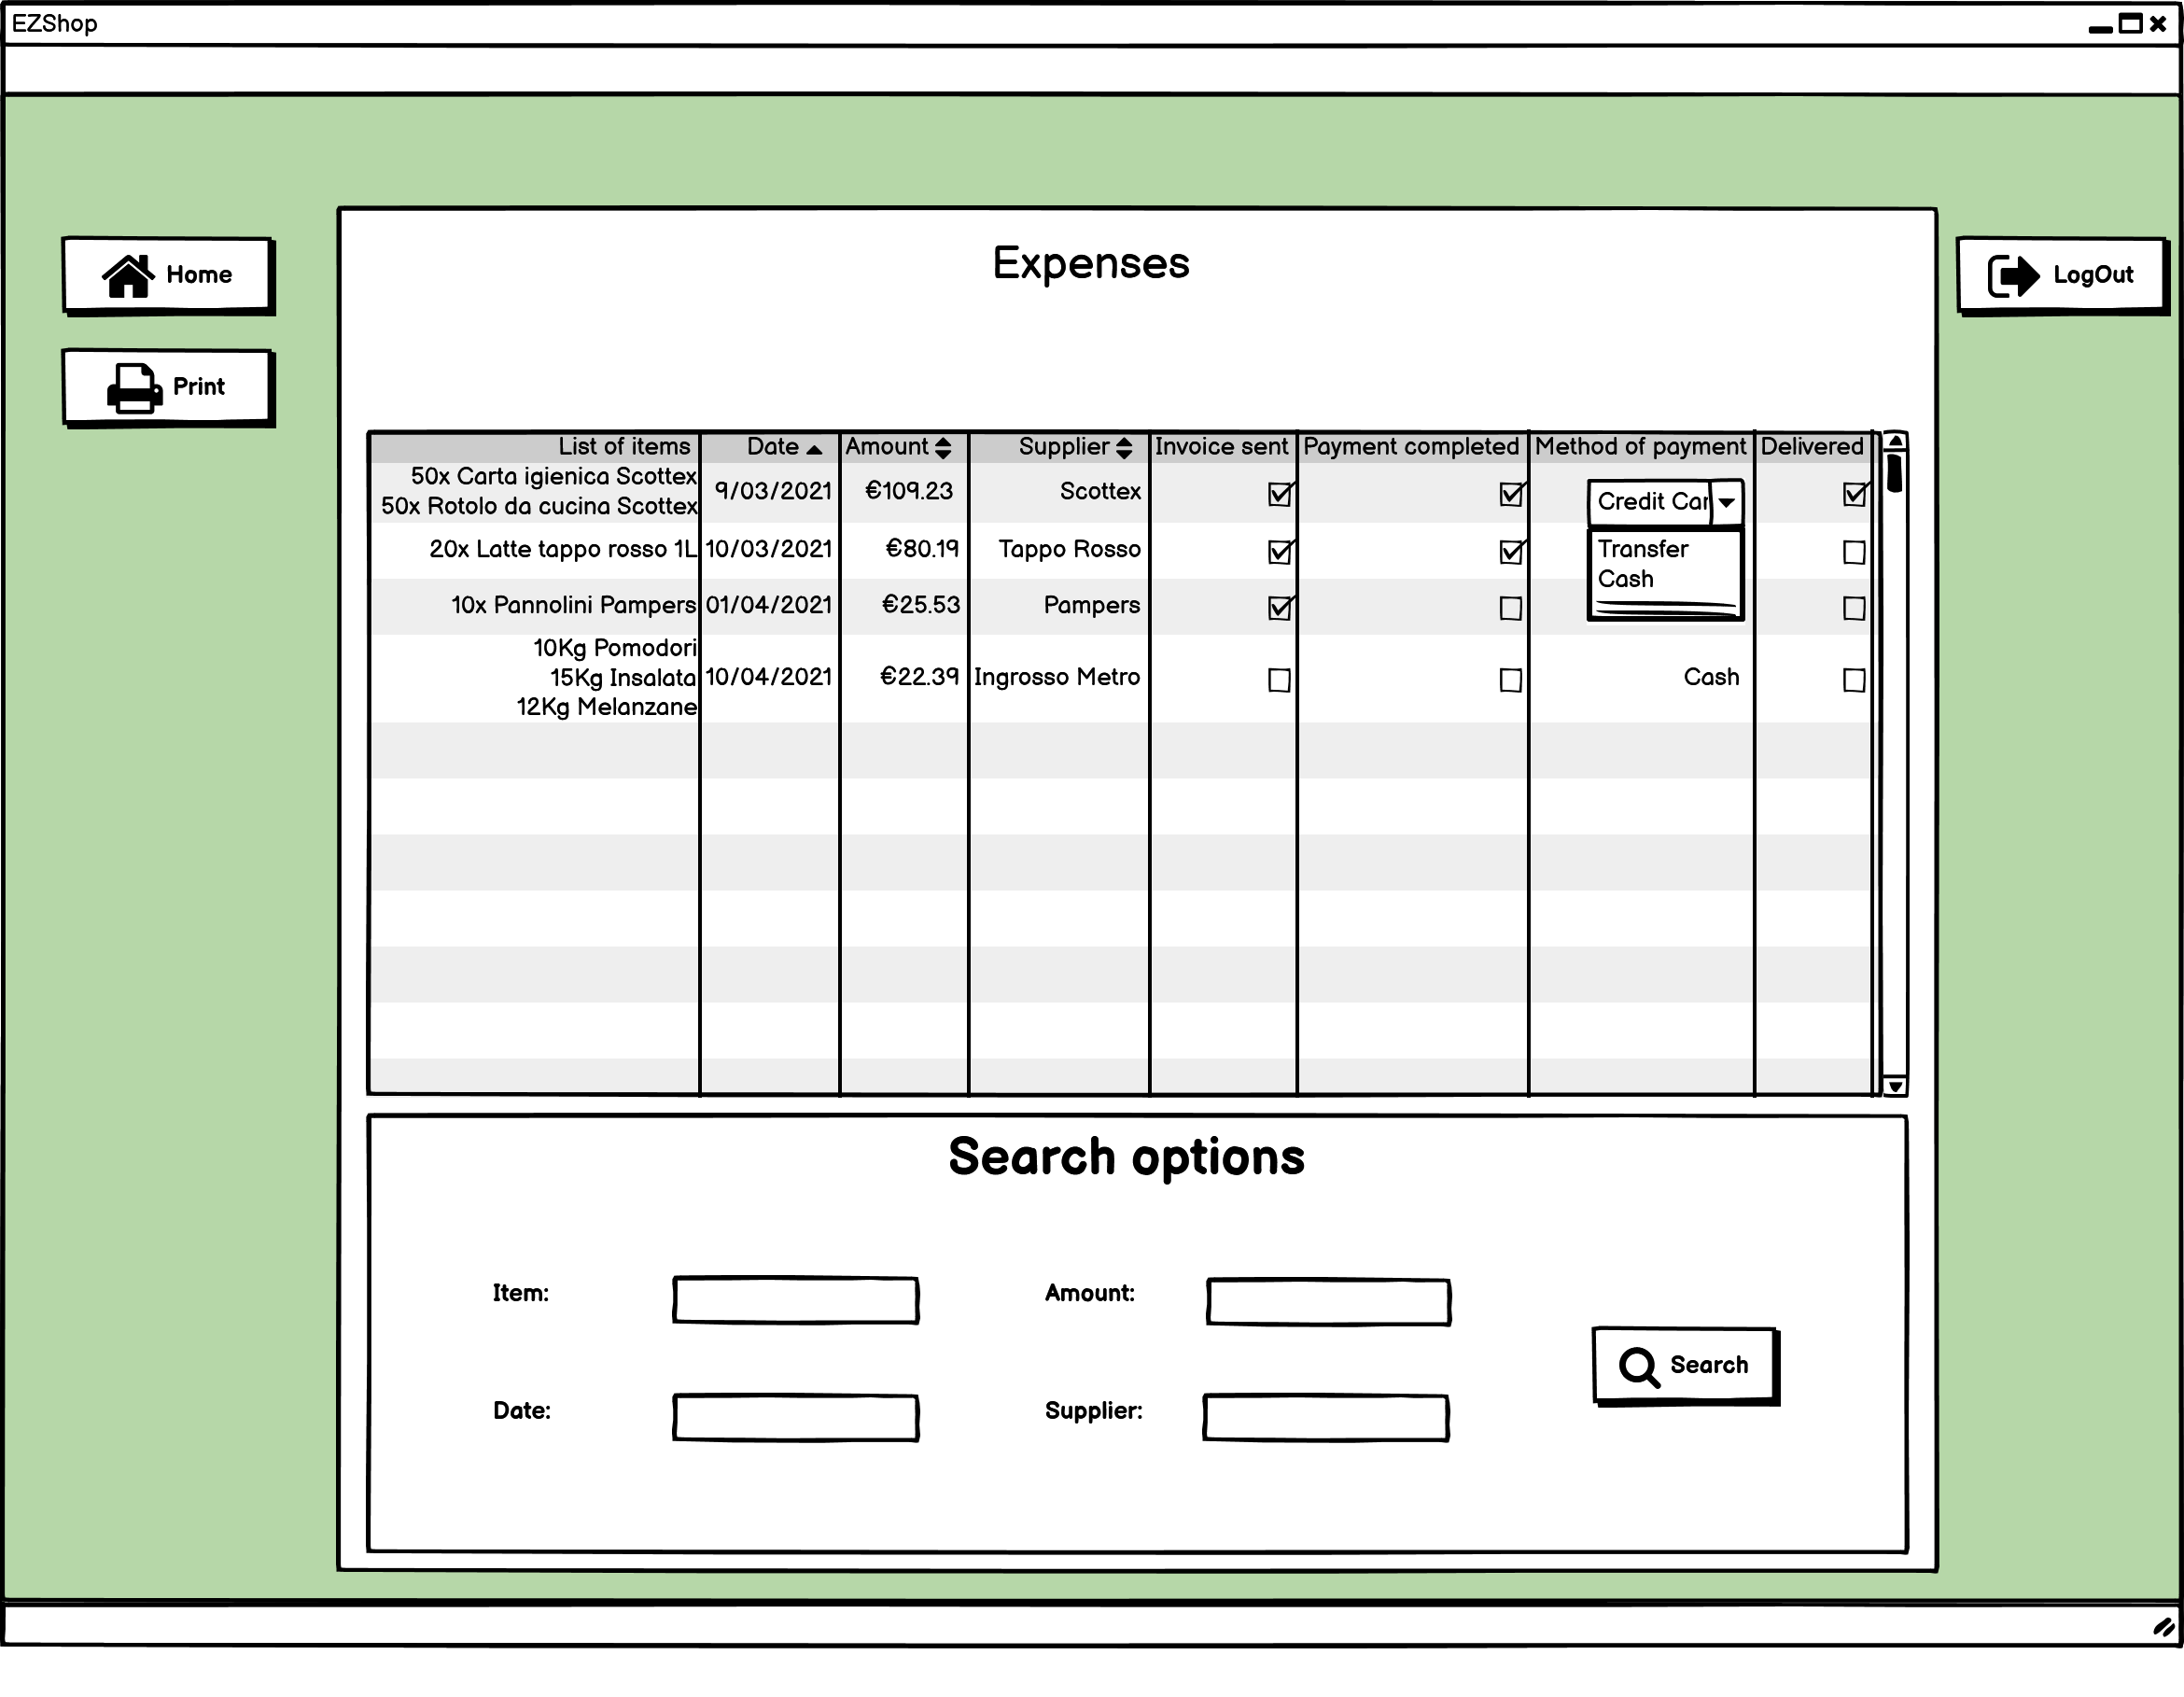 EZShop
Home
Print
LogOut
Expenses
List of items Date Amount Supplier Invoice sent Payment completed Method of payment Delivered
50x Carta igienica Scottex
50x Rotolo da cucina Scottex
9/03/2021 €109.23 Scottex Credit Car
20x Latte tappo rosso 1L 10/03/2021 €80.19 Tappo Rosso
Transfer
Cash
10x Pannolini Pampers 01/04/2021 €25.53 Pampers
10Kg Pomodori
15Kg Insalata 10/04/2021 €22.39 Ingrosso Metro Cash
12Kg Melanzane
Search options
Item: Amount:
Search
Date: Supplier: